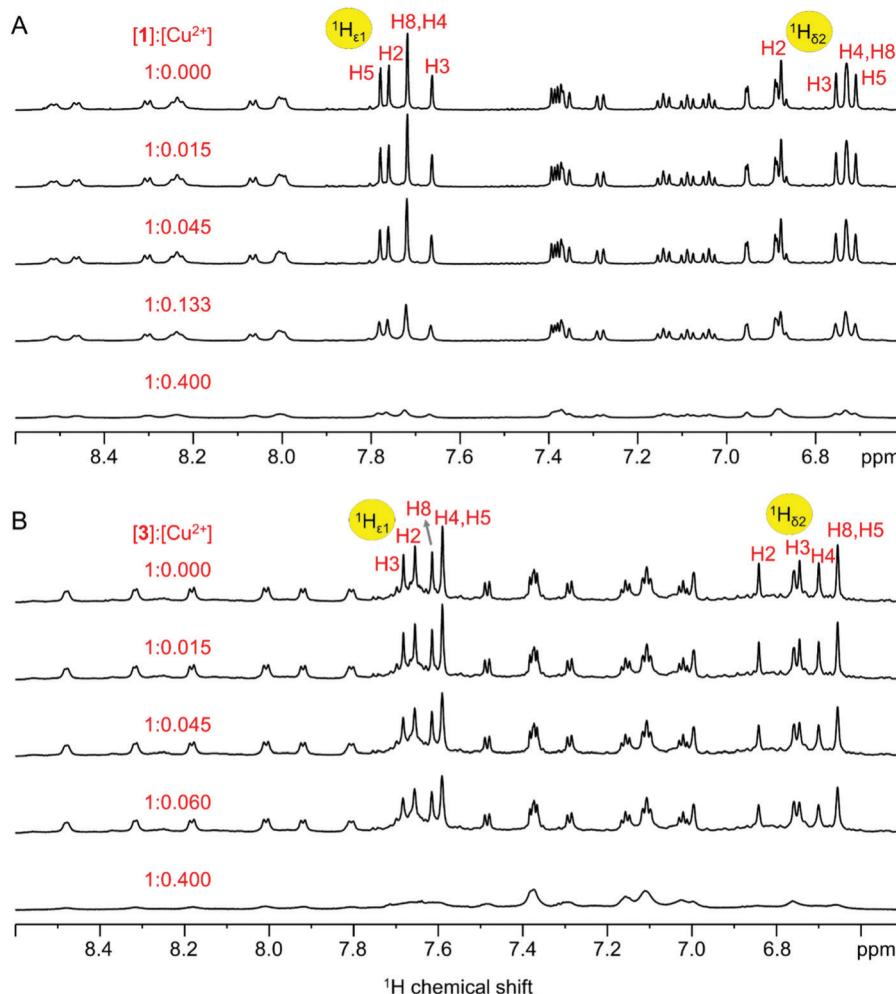 A
[1]:[Cu²⁺]
¹Hε1
H8,H4
H2
H5
H3
¹Hδ2
H2
H4,H8
H3
H5
1:0.000
1:0.015
1:0.045
1:0.133
1:0.400
8.4 8.2 8.0 7.8 7.6 7.4 7.2 7.0 6.8 ppm
B
[3]:[Cu²⁺]
¹Hε1
H8
H2
H4,H5
H3
¹Hδ2
H8,H5
H2
H3
H4
1:0.000
1:0.015
1:0.045
1:0.060
1:0.400
8.4 8.2 8.0 7.8 7.6 7.4 7.2 7.0 6.8 ppm
¹H chemical shift